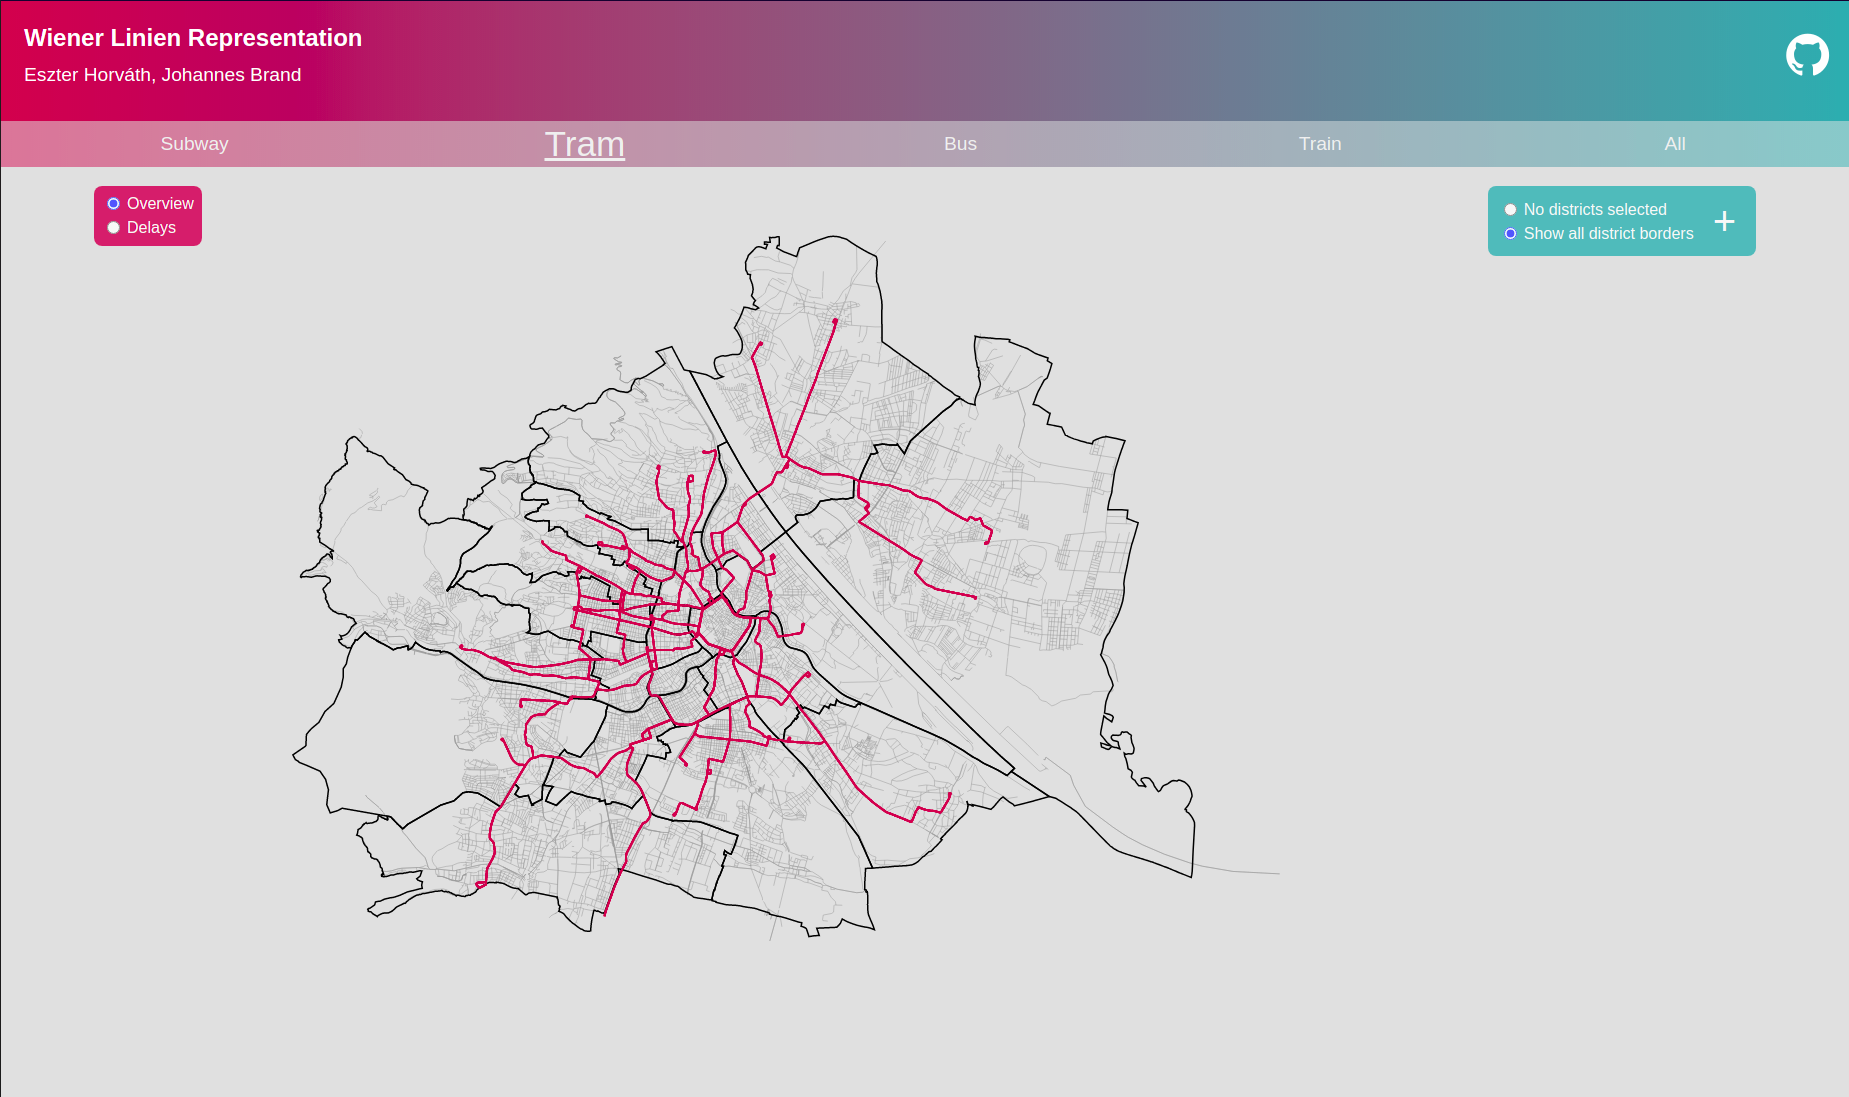 Wiener Linien Representation
Eszter Horváth, Johannes Brand
Subway
Tram
Bus
Train
All
Overview
Delays
No districts selected
Show all district borders
+